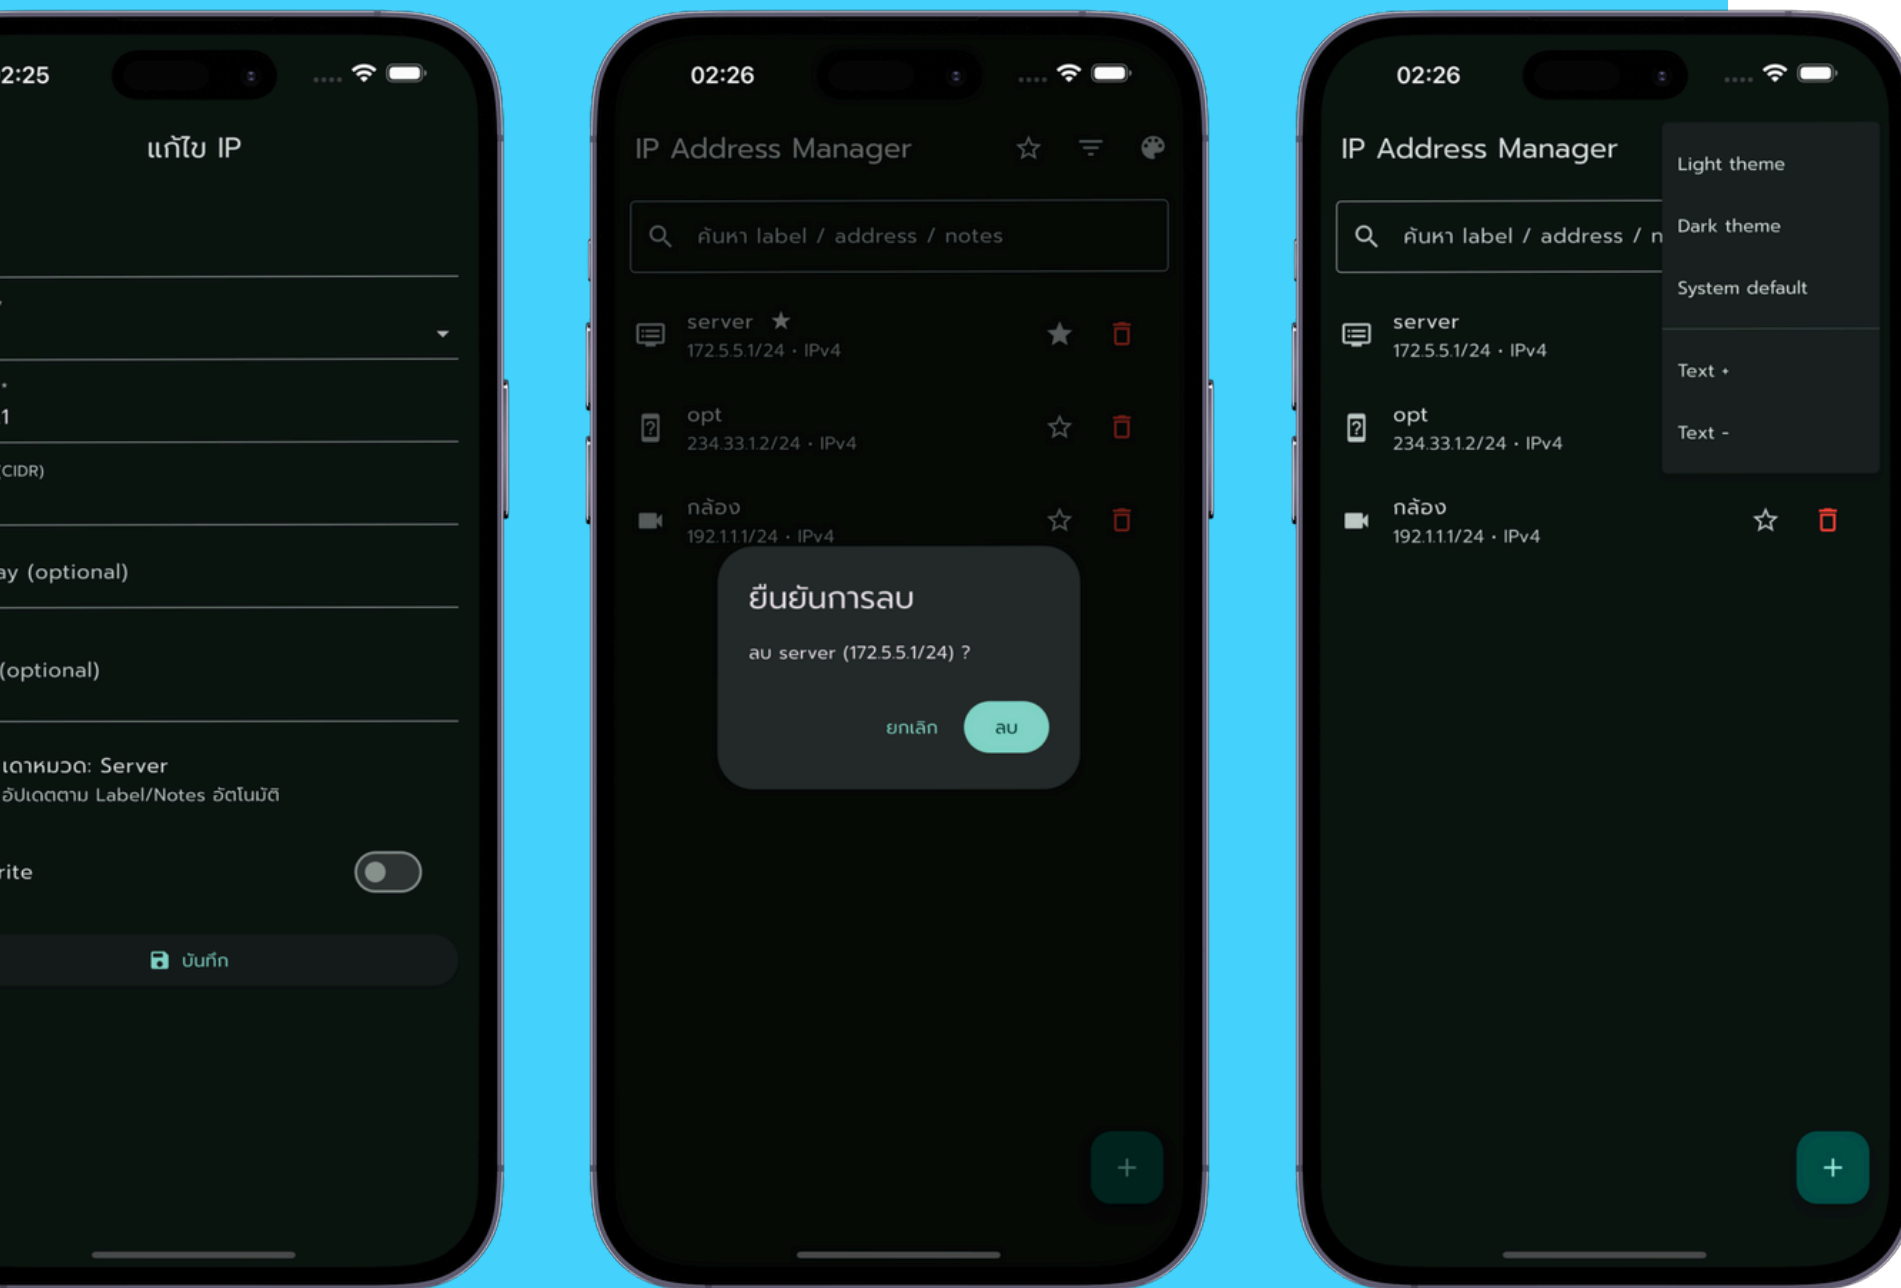 2:25
แก้ไข IP
*
1
(CIDR)
ay (optional)
(optional)
เดาหมวด: Server
อัปเดตตาม Label/Notes อัตโนมัติ
rite
บันทึก
02:26
IP Address Manager
ค้นหา label / address / notes
server ★
172.5.5.1/24 • IPv4
opt
234.33.1.2/24 • IPv4
กล้อง
192.1.1.1/24 • IPv4
ยืนยันการลบ
ลบ server (172.5.5.1/24) ?
ยกเลิก
ลบ
+
02:26
IP Address Manager
ค้นหา label / address / n
server
172.5.5.1/24 • IPv4
opt
234.33.1.2/24 • IPv4
กล้อง
192.1.1.1/24 • IPv4
Light theme
Dark theme
System default
Text +
Text -
+